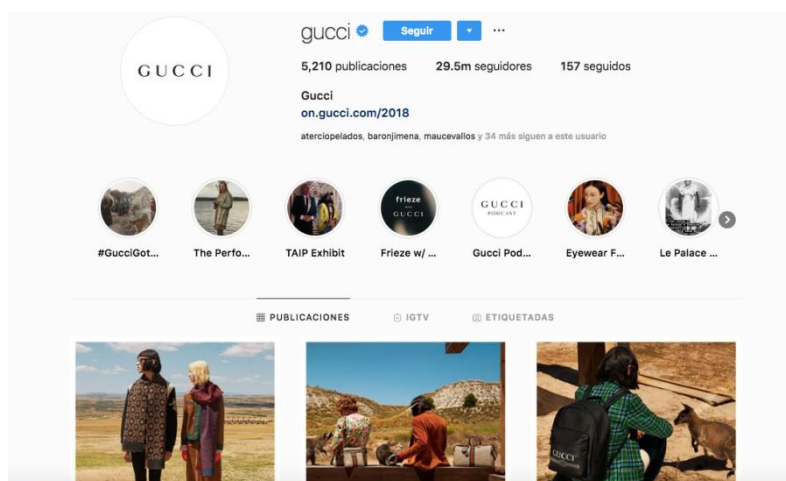 GUCCI
gucci Seguir
5,210 publicaciones 29.5m seguidores 157 seguidos
Gucci
on.gucci.com/2018
aterciopelados, baronjimena, maucevallos y 34 más siguen a este usuario
frieze
GUCCI
GUCCI
PODCAST
#GucciGot... The Perfo... TAIP Exhibit Frieze w/ ... Gucci Pod... Eyewear F... Le Palace ...
PUBLICACIONES IGTV ETIQUETADAS
GUCCI